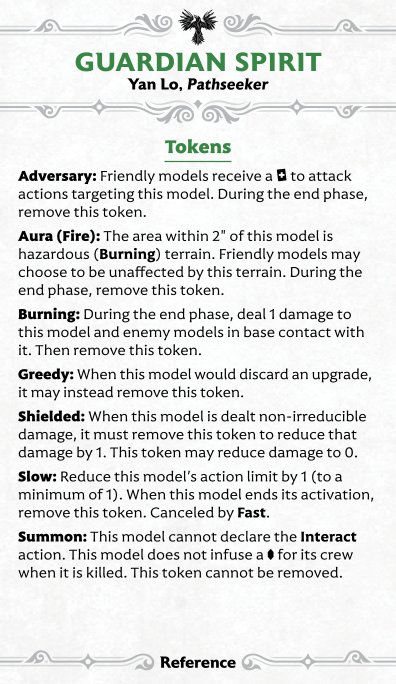 GUARDIAN SPIRIT
Yan Lo, Pathseeker
Tokens
Adversary: Friendly models receive a to attack
actions targeting this model. During the end phase,
remove this token.
Aura (Fire): The area within 2" of this model is
hazardous (Burning) terrain. Friendly models may
choose to be unaffected by this terrain. During the
end phase, remove this token.
Burning: During the end phase, deal 1 damage to
this model and enemy models in base contact with
it. Then remove this token.
Greedy: When this model would discard an upgrade,
it may instead remove this token.
Shielded: When this model is dealt non-irreducible
damage, it must remove this token to reduce that
damage by 1. This token may reduce damage to 0.
Slow: Reduce this model's action limit by 1 (to a
minimum of 1). When this model ends its activation,
remove this token. Canceled by Fast.
Summon: This model cannot declare the Interact
action. This model does not infuse a for its crew
when it is killed. This token cannot be removed.
Reference